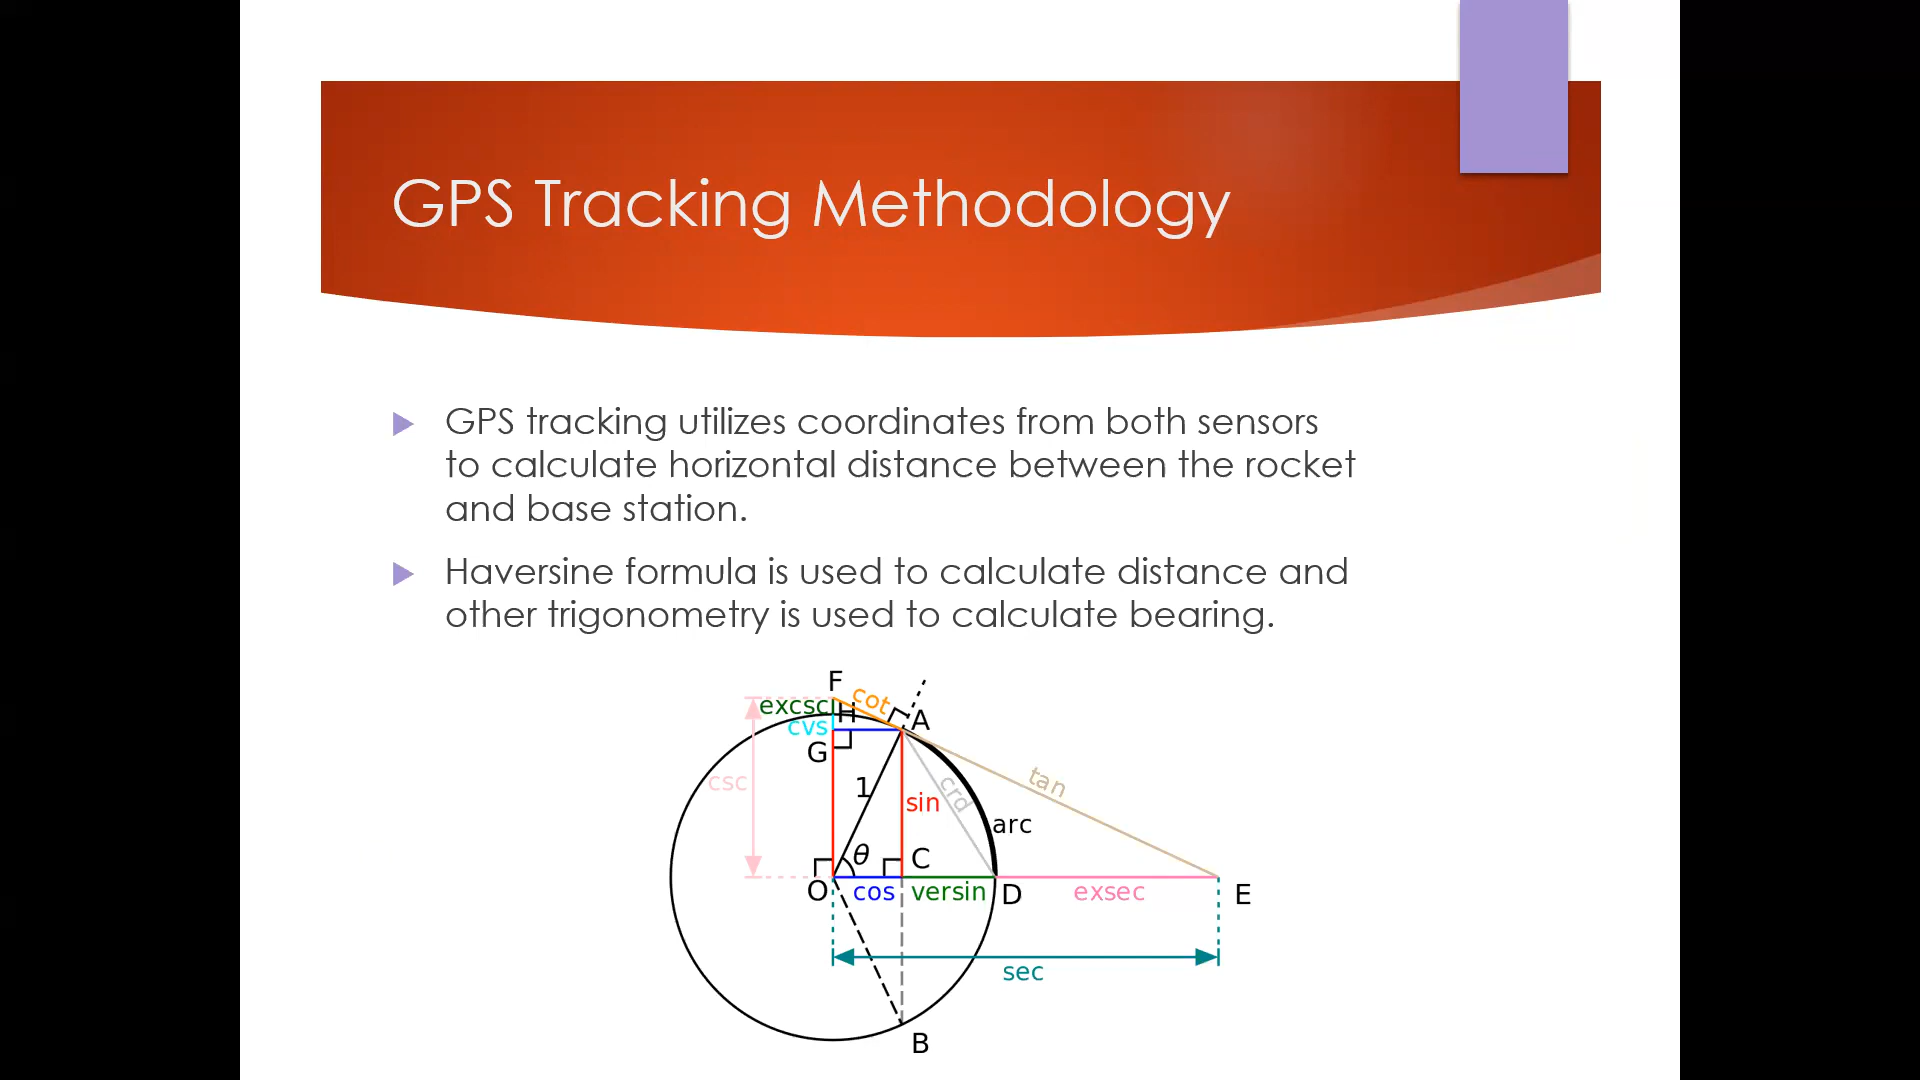 GPS Tracking Methodology
GPS tracking utilizes coordinates from both sensors
to calculate horizontal distance between the rocket
and base station.
Haversine formula is used to calculate distance and
other trigonometry is used to calculate bearing.
F
cot
excsc
H
A
cvs
G
csc
1
sin
crd
tan
arc
θ
C
O
cos
versin
D
exsec
E
sec
B